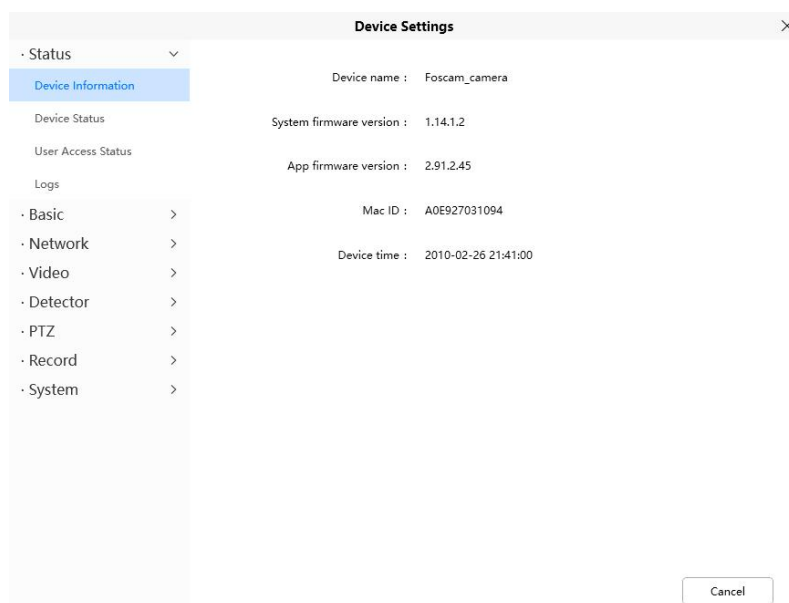 Device Settings
· Status
Device Information
Device Status
User Access Status
Logs
· Basic
· Network
· Video
· Detector
· PTZ
· Record
· System
Device name : Foscam_camera
System firmware version : 1.14.1.2
App firmware version : 2.91.2.45
Mac ID : A0E927031094
Device time : 2010-02-26 21:41:00
Cancel